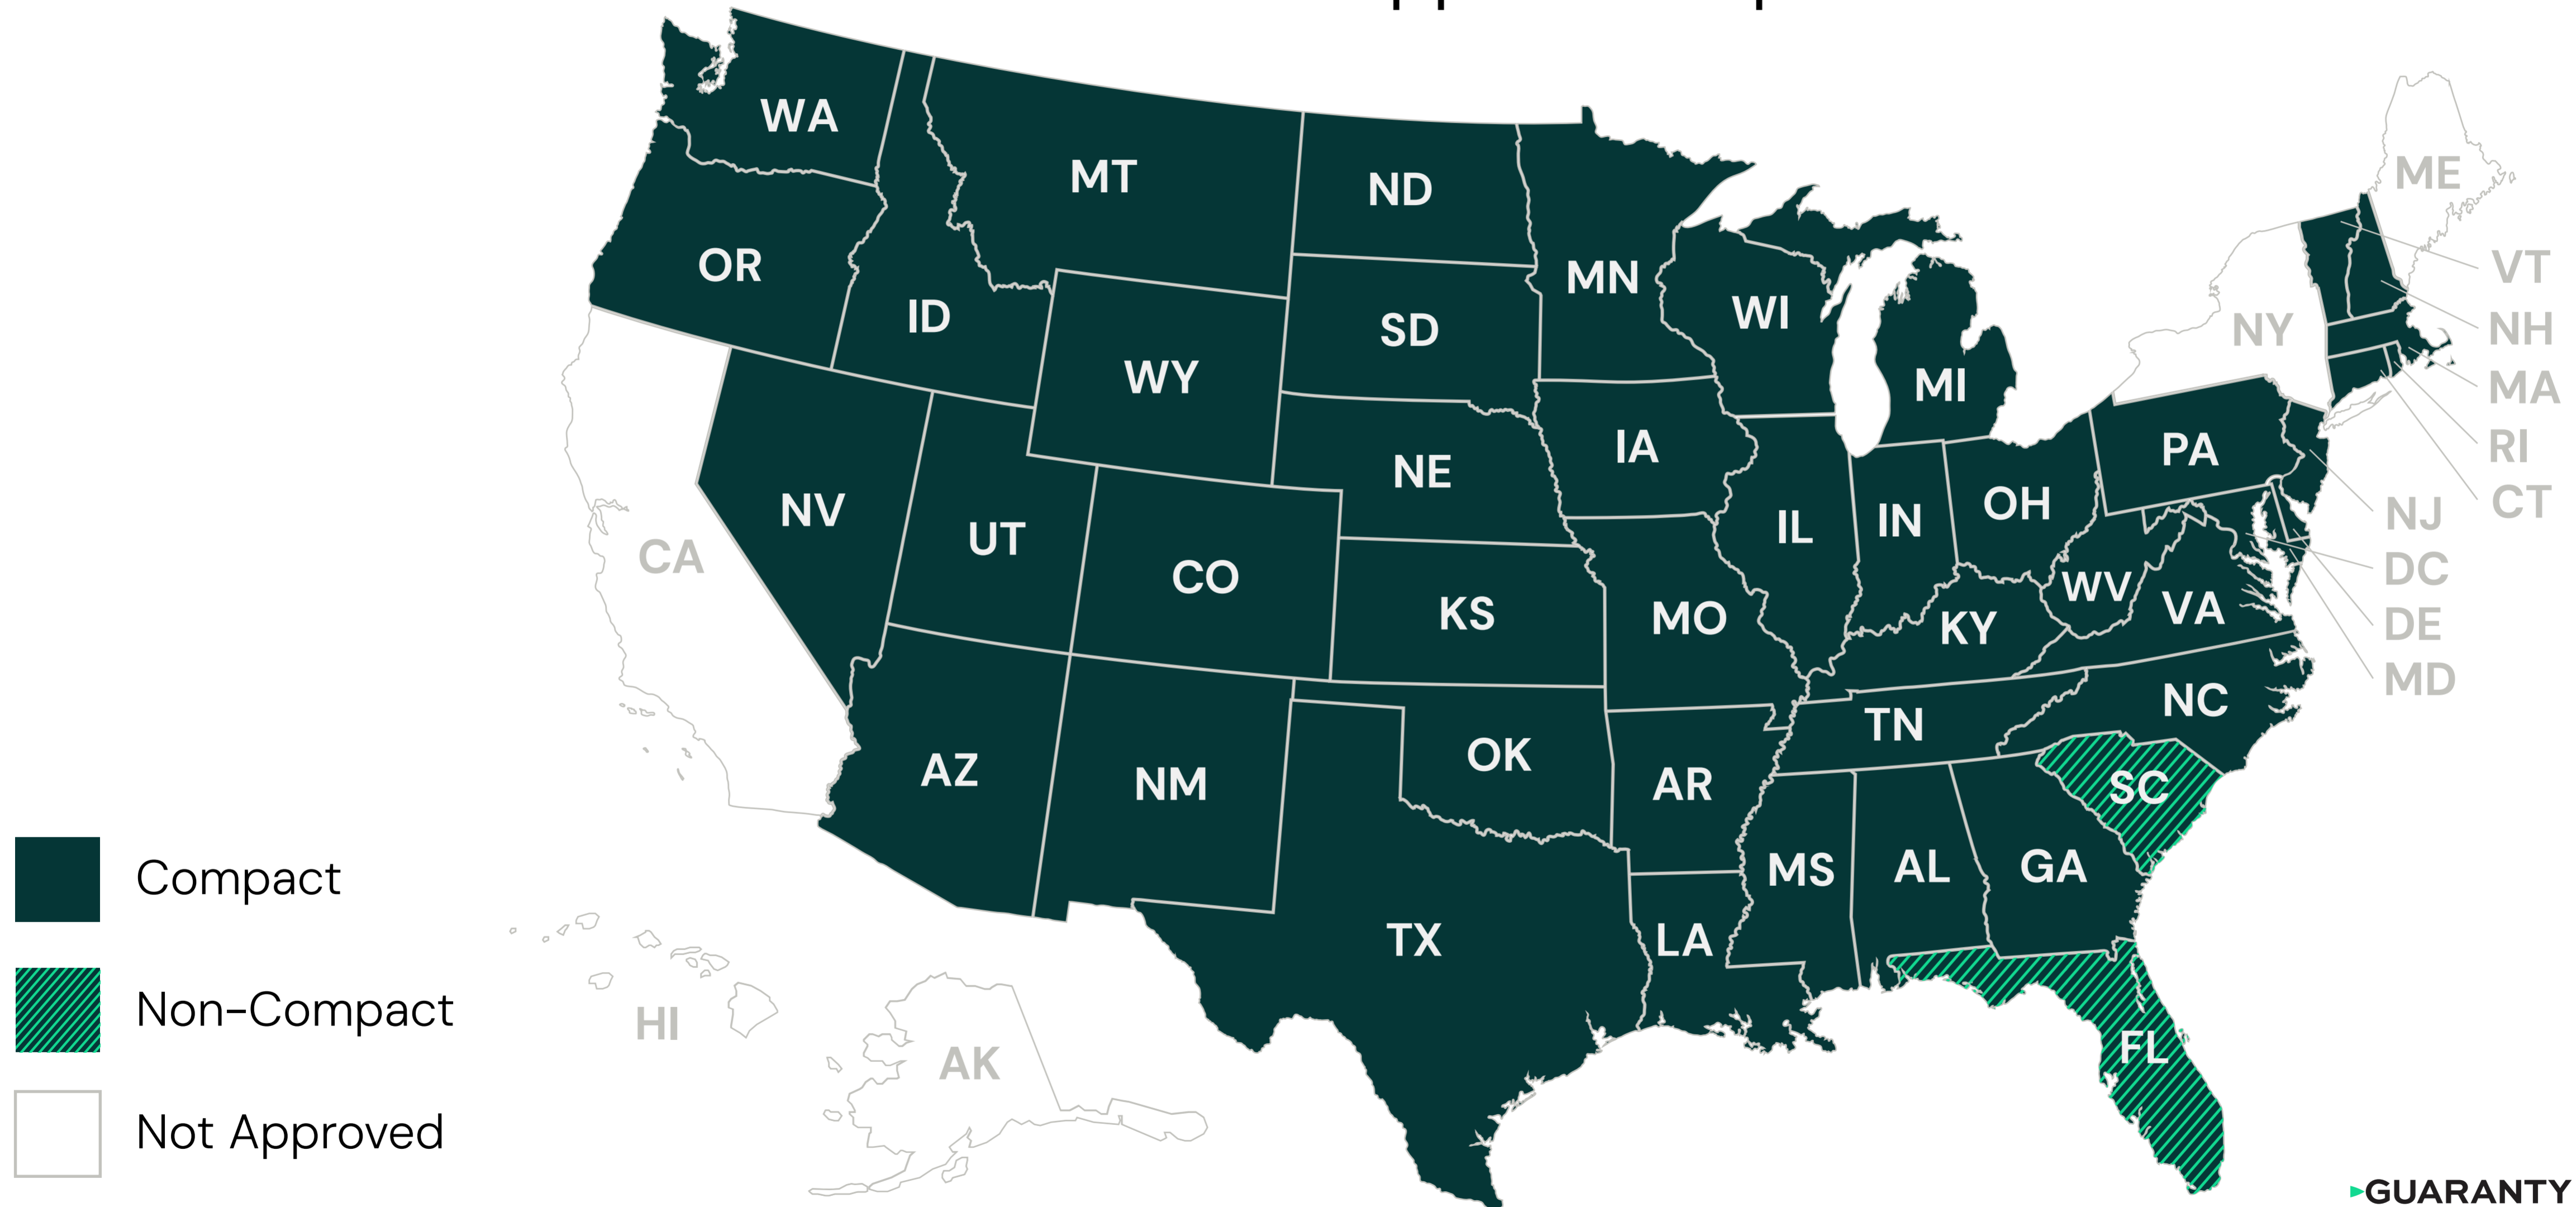 WA
MT
ND
MN
OR
ID
SD
WI
WY
MI
ME
VT
NH
NY
MA
RI
CT
IA
NE
PA
NV
UT
CO
IL
IN
OH
NJ
DC
DE
MD
CA
KS
MO
KY
WV
VA
AZ
NM
OK
AR
TN
NC
SC
TX
LA
MS
AL
GA
FL
HI
AK
Compact
Non-Compact
Not Approved
GUARANTY